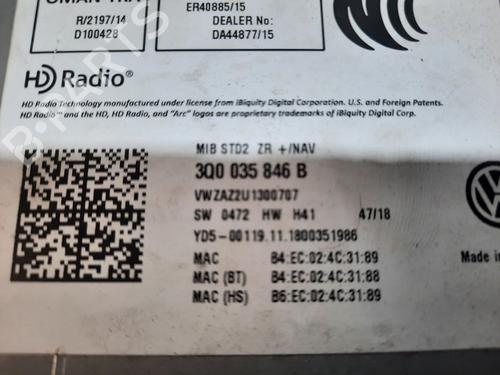 OMAN TRA
R/2197/14
D100428
ER40885/15
DEALER No:
DA44877/15
HD Radio®
HD Radio Technology manufactured under license from iBiquity Digital Corporation. U.S. and Foreign Patents.
HD Radio™ and the HD, HD Radio, and "Arc" logos are proprietary trademarks of iBiquity Digital Corp.
MIB STD2 ZR +/NAV
3Q0 035 846 B
VWZAZ2U1300707
SW 0472 HW H41 47/18
YD5-00119.11.1800351986
MAC B4:EC:02:4C:31:89
MAC (BT) B4:EC:02:4C:31:88
MAC (HS) B6:EC:02:4C:31:89
Made in
B-PARTS